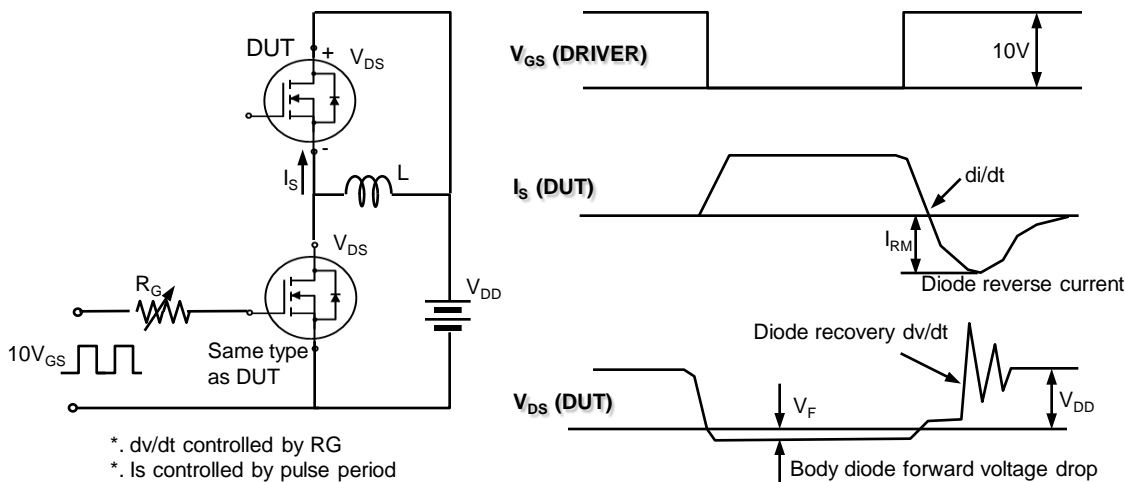 DUT
+
V_DS
-
I_S
L
V_DS
R_G
V_DD
10V_GS
Same type
as DUT
*. dv/dt controlled by RG
*. Is controlled by pulse period
V_GS (DRIVER)
10V
I_S (DUT)
di/dt
I_RM
Diode reverse current
Diode recovery dv/dt
V_DS (DUT)
V_F
V_DD
Body diode forward voltage drop